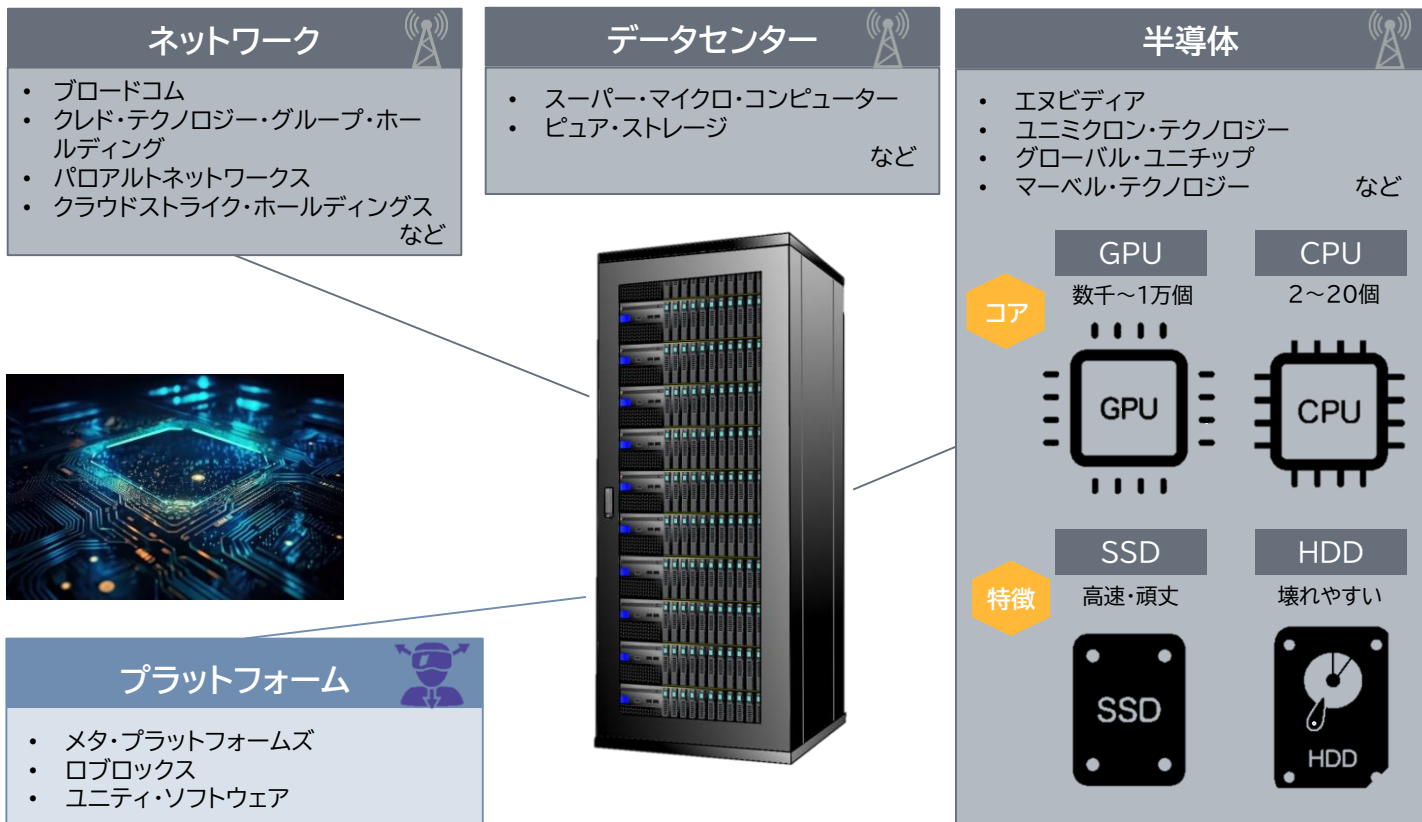 ネットワーク
• ブロードコム
• クレド・テクノロジー・グループ・ホー
ルディング
• パロアルトネットワークス
• クラウドストライク・ホールディングス
など
データセンター
• スーパー・マイクロ・コンピューター
• ピュア・ストレージ
など
半導体
• エヌビディア
• ユニミクロン・テクノロジー
• グローバル・ユニチップ
• マーベル・テクノロジー など
GPU CPU
コア
数千～1万個 2～20個
GPU CPU
SSD HDD
特徴
高速・頑丈 壊れやすい
SSD
HDD
プラットフォーム
• メタ・プラットフォームズ
• ロブロックス
• ユニティ・ソフトウェア